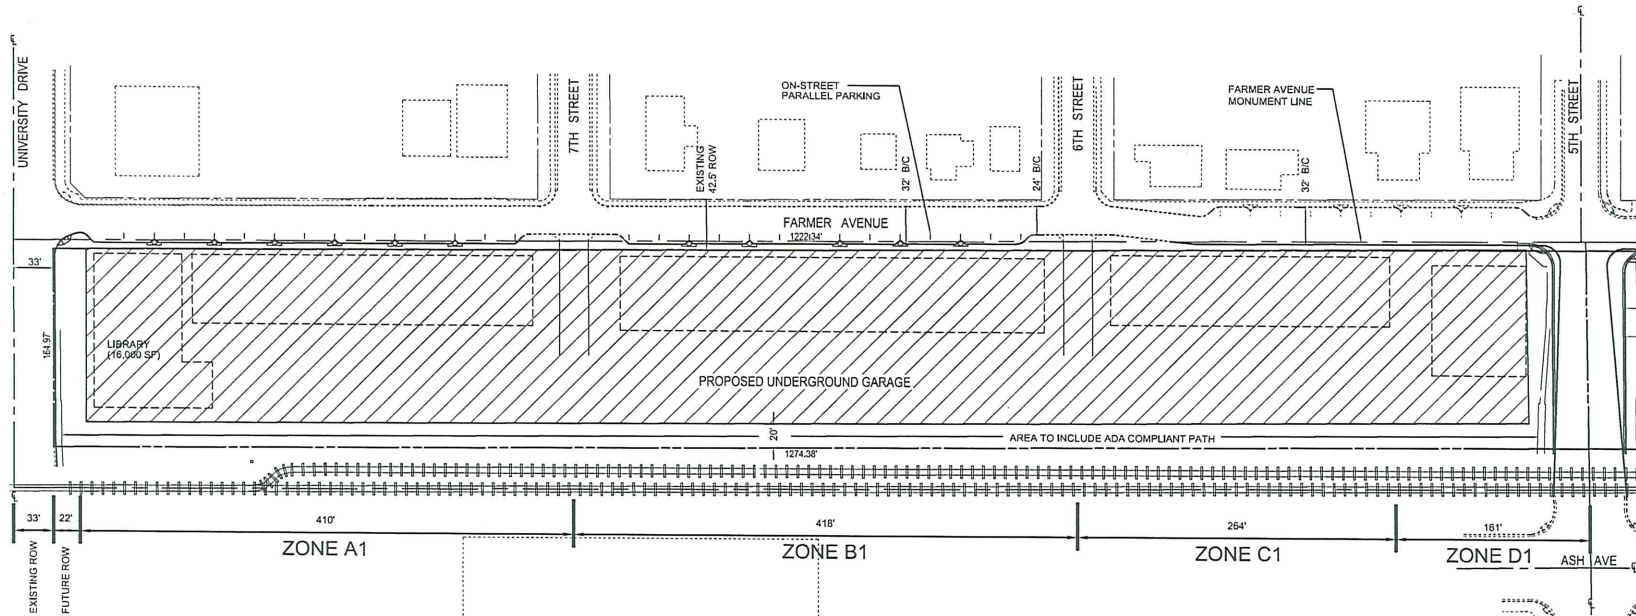 UNIVERSITY DRIVE
7TH STREET
ON-STREET
PARALLEL PARKING
6TH STREET
FARMER AVENUE
MONUMENT LINE
5TH STREET
EXISTING
42.5' ROW
32' B/C
24' B/C
32' B/C
FARMER AVENUE
1222.34'
33'
164.97'
LIBRARY
(16,000 SF)
PROPOSED UNDERGROUND GARAGE
20'
AREA TO INCLUDE ADA COMPLIANT PATH
1274.38'
33'
22'
410'
418'
264'
161'
EXISTING ROW
FUTURE ROW
ZONE A1
ZONE B1
ZONE C1
ZONE D1
ASH AVE